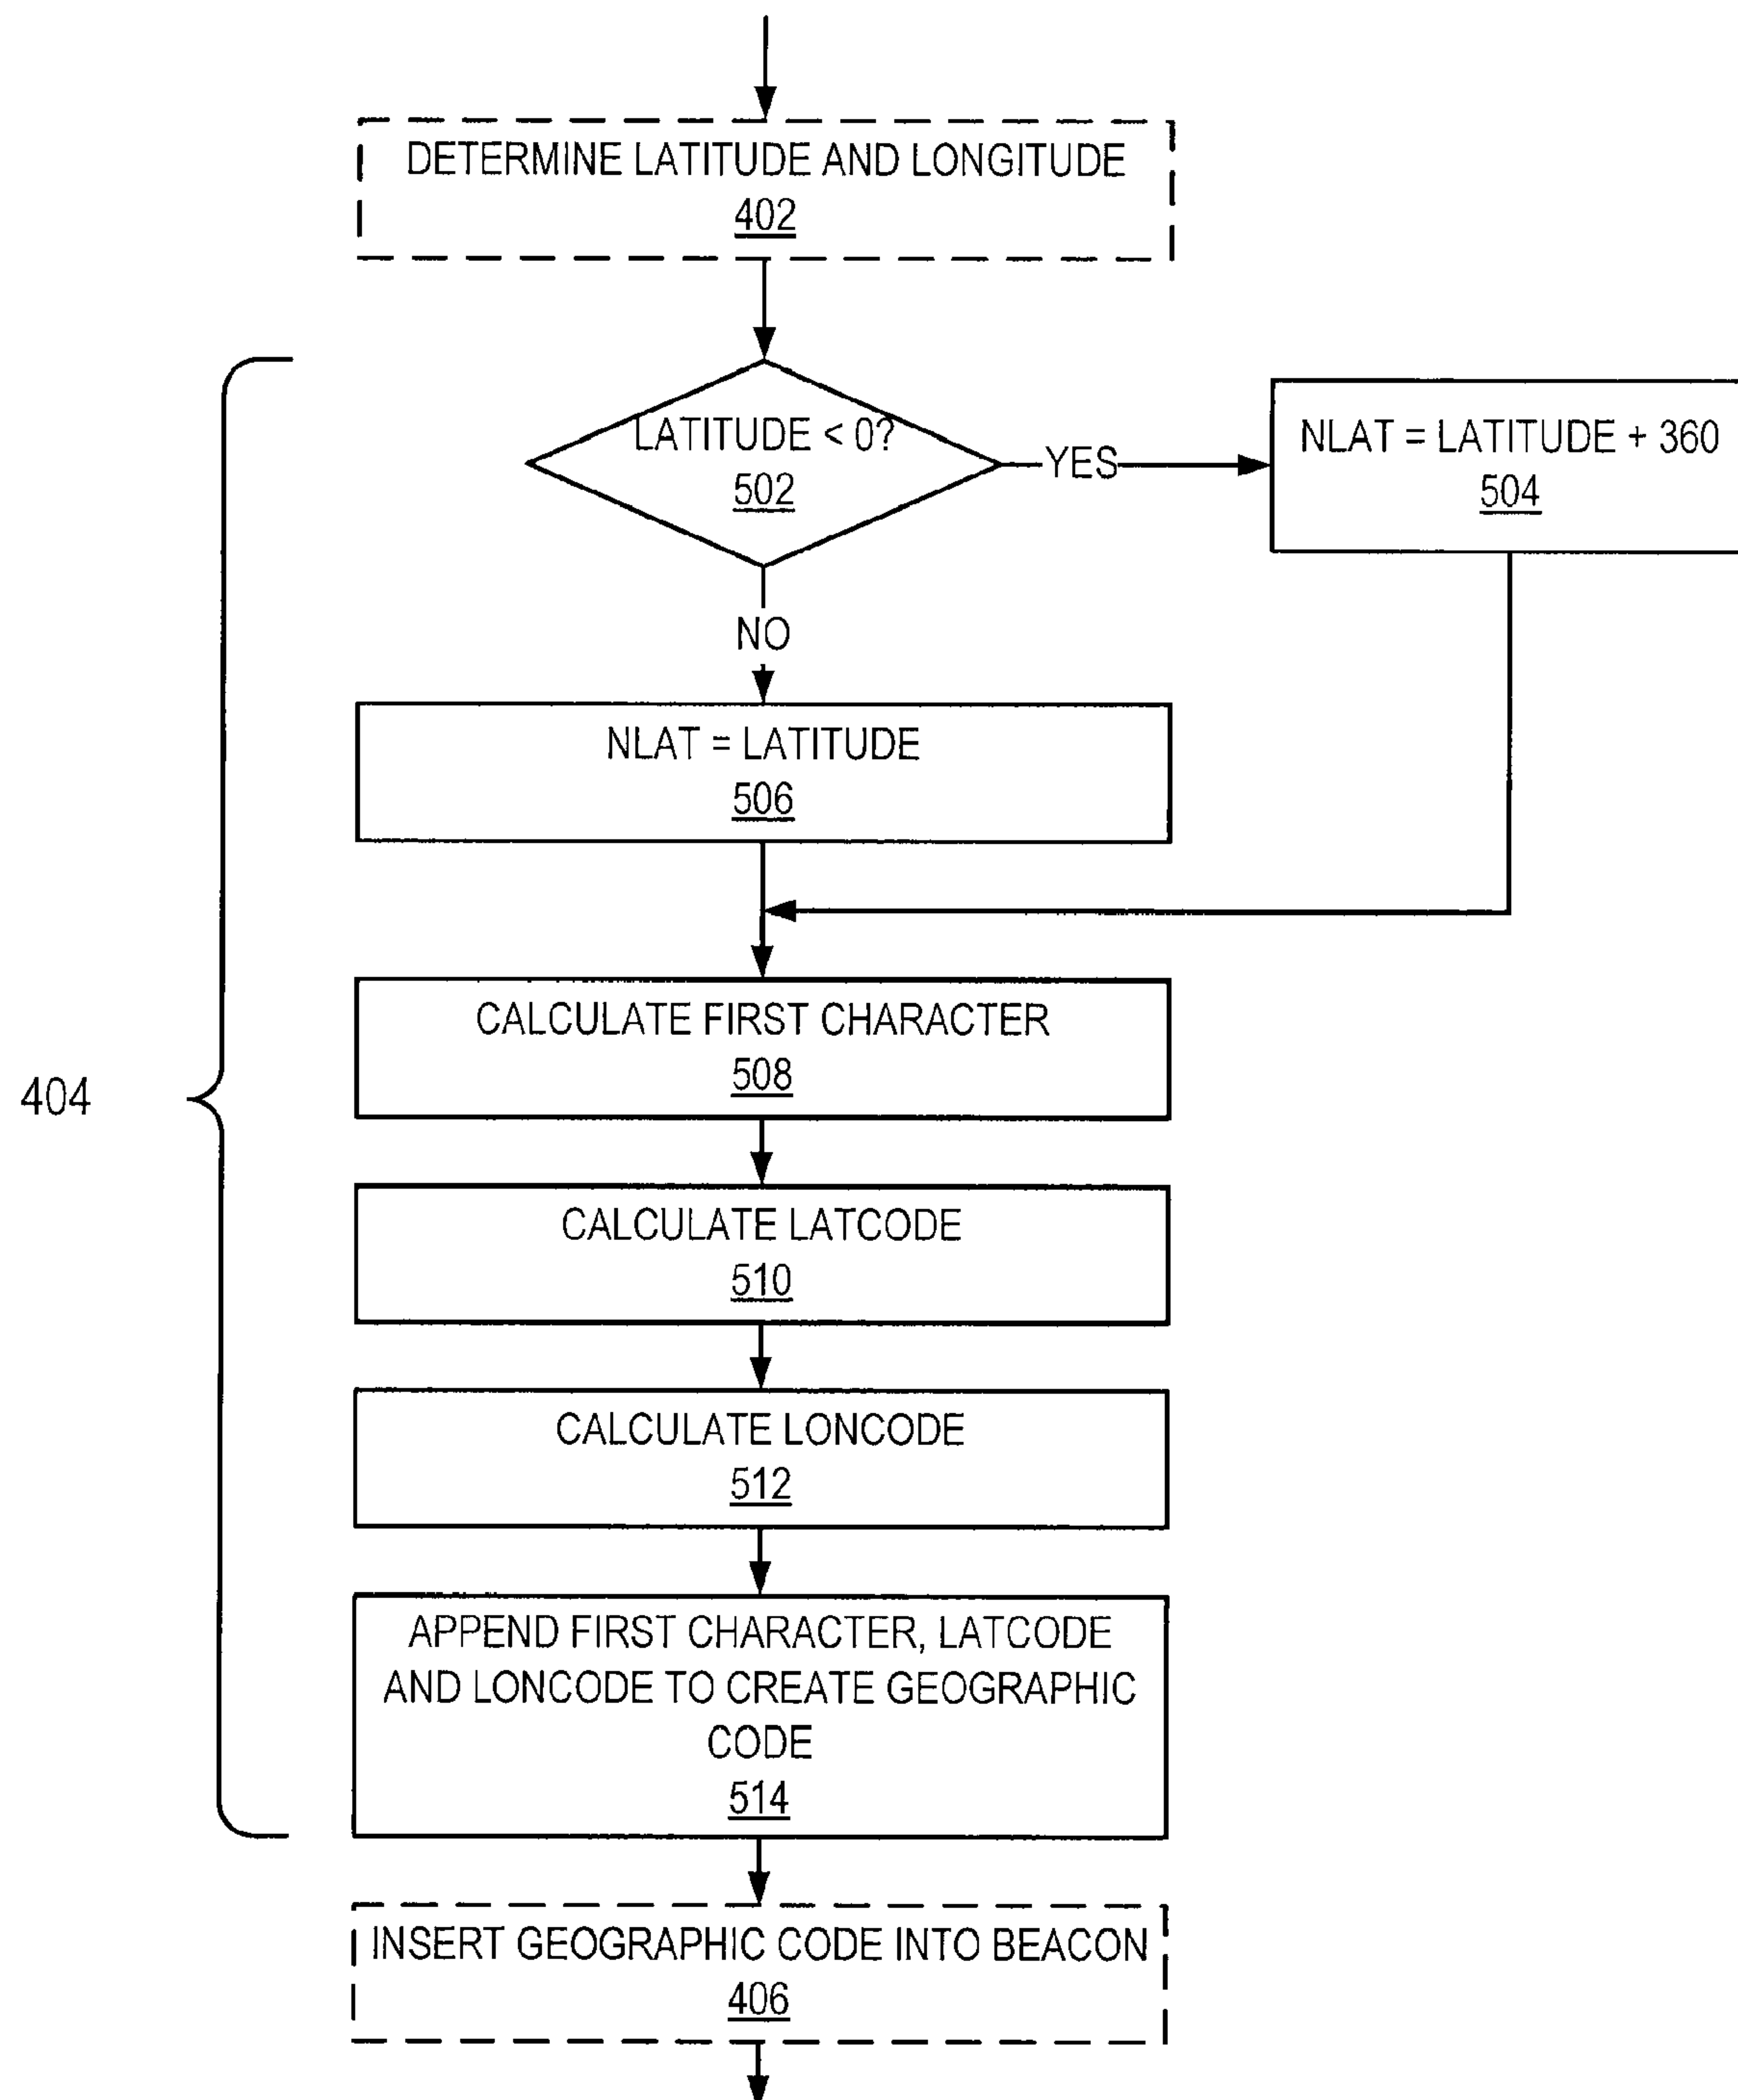 DETERMINE LATITUDE AND LONGITUDE
402
LATITUDE < 0?
502
YES
NLAT = LATITUDE + 360
504
NO
NLAT = LATITUDE
506
CALCULATE FIRST CHARACTER
508
404
CALCULATE LATCODE
510
CALCULATE LONCODE
512
APPEND FIRST CHARACTER, LATCODE
AND LONCODE TO CREATE GEOGRAPHIC
CODE
514
INSERT GEOGRAPHIC CODE INTO BEACON
406